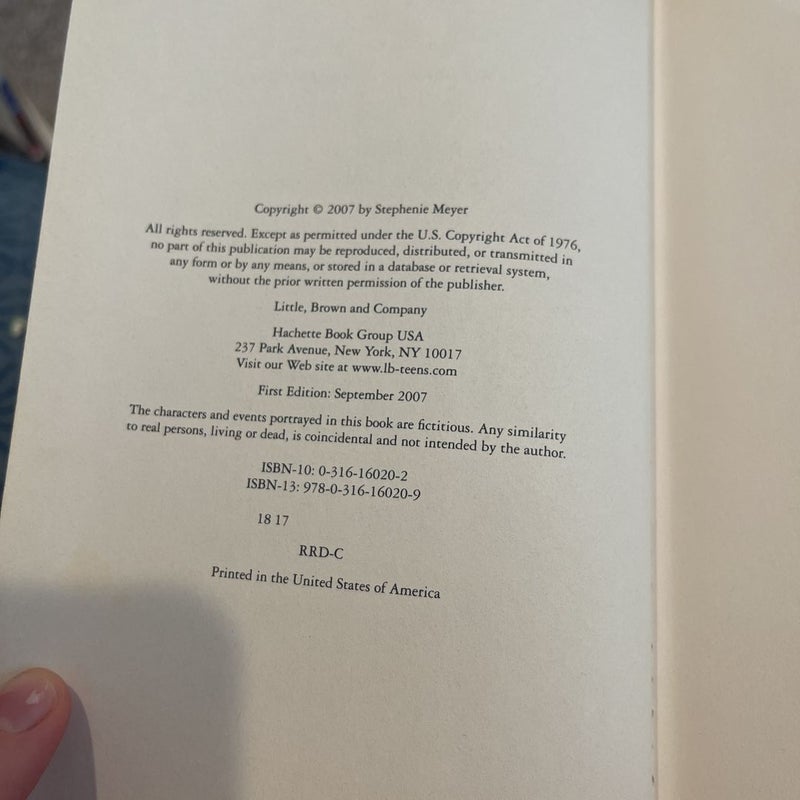 Copyright © 2007 by Stephenie Meyer
All rights reserved. Except as permitted under the U.S. Copyright Act of 1976,
no part of this publication may be reproduced, distributed, or transmitted in
any form or by any means, or stored in a database or retrieval system,
without the prior written permission of the publisher.
Little, Brown and Company
Hachette Book Group USA
237 Park Avenue, New York, NY 10017
Visit our Web site at www.lb-teens.com
First Edition: September 2007
The characters and events portrayed in this book are fictitious. Any similarity
to real persons, living or dead, is coincidental and not intended by the author.
ISBN-10: 0-316-16020-2
ISBN-13: 978-0-316-16020-9
18 17
RRD-C
Printed in the United States of America